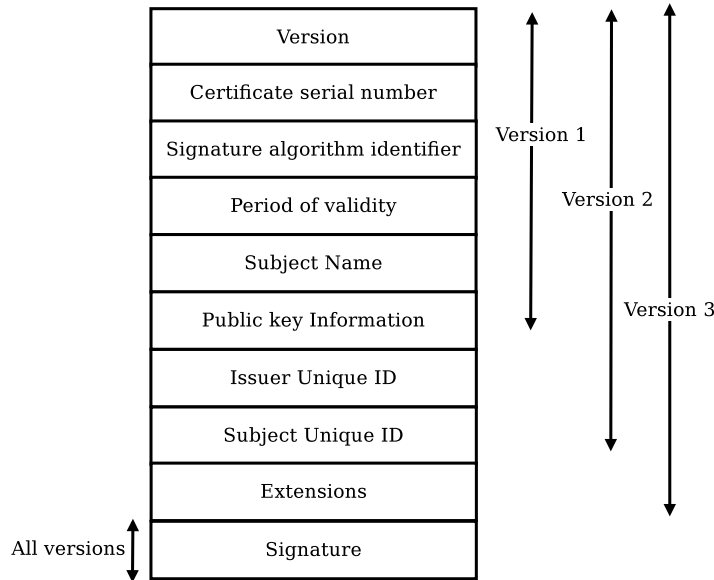 Version
Certificate serial number
Signature algorithm identifier
Period of validity
Subject Name
Public key Information
Issuer Unique ID
Subject Unique ID
Extensions
Signature
Version 1
Version 2
Version 3
All versions